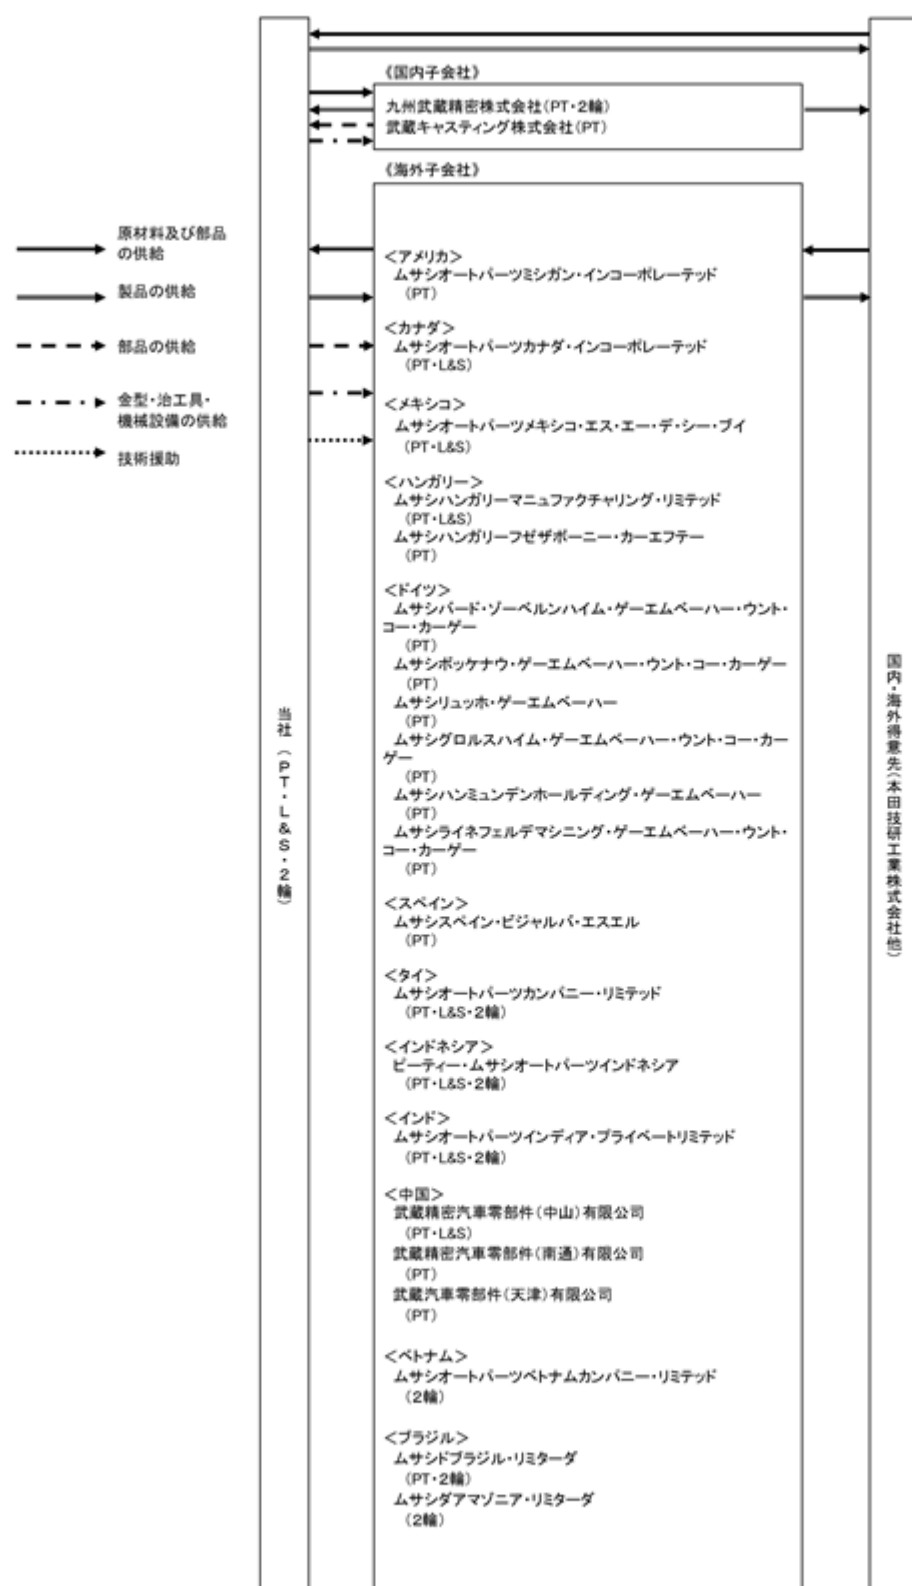 《国内子会社》
九州武蔵精密株式会社(PT・2輪)
武蔵キャスティング株式会社(PT)
《海外子会社》
原材料及び部品
の供給
製品の供給
部品の供給
金型・治工具・
機械設備の供給
技術援助
当社(PT・L&S・2輪)
<アメリカ>
ムサシオートパーツミシガン・インコーポレーテッド
(PT)
<カナダ>
ムサシオートパーツカナダ・インコーポレーテッド
(PT・L&S)
<メキシコ>
ムサシオートパーツメキシコ・エス・エー・デ・シー・ブイ
(PT・L&S)
<ハンガリー>
ムサシハンガリーマニュファクチャリング・リミテッド
(PT・L&S)
ムサシハンガリーフゼザボーニー・カーエフテー
(PT)
<ドイツ>
ムサシバード・ゾーベルンハイム・ゲーエムベーハー・ウント・
コー・カーゲー
(PT)
ムサシボッケナウ・ゲーエムベーハー・ウント・コー・カーゲー
(PT)
ムサシリュッホ・ゲーエムベーハー
(PT)
ムサシグロルスハイム・ゲーエムベーハー・ウント・コー・カー
ゲー
(PT)
ムサシハンミュンデンホールディング・ゲーエムベーハー
(PT)
ムサシライネフェルデマシニング・ゲーエムベーハー・ウント・
コー・カーゲー
(PT)
<スペイン>
ムサシスペイン・ビジャルバ・エスエル
(PT)
<タイ>
ムサシオートパーツカンパニー・リミテッド
(PT・L&S・2輪)
<インドネシア>
ピーティー・ムサシオートパーツインドネシア
(PT・L&S・2輪)
<インド>
ムサシオートパーツインディア・プライベートリミテッド
(PT・L&S・2輪)
<中国>
武蔵精密汽車零部件(中山)有限公司
(PT・L&S)
武蔵精密汽車零部件(南通)有限公司
(PT)
武蔵汽車零部件(天津)有限公司
(PT)
<ベトナム>
ムサシオートパーツベトナムカンパニー・リミテッド
(2輪)
<ブラジル>
ムサシドブラジル・リミターダ
(PT・2輪)
ムサシダアマゾニア・リミターダ
(2輪)
国内・海外得意先(本田技研工業株式会社他)